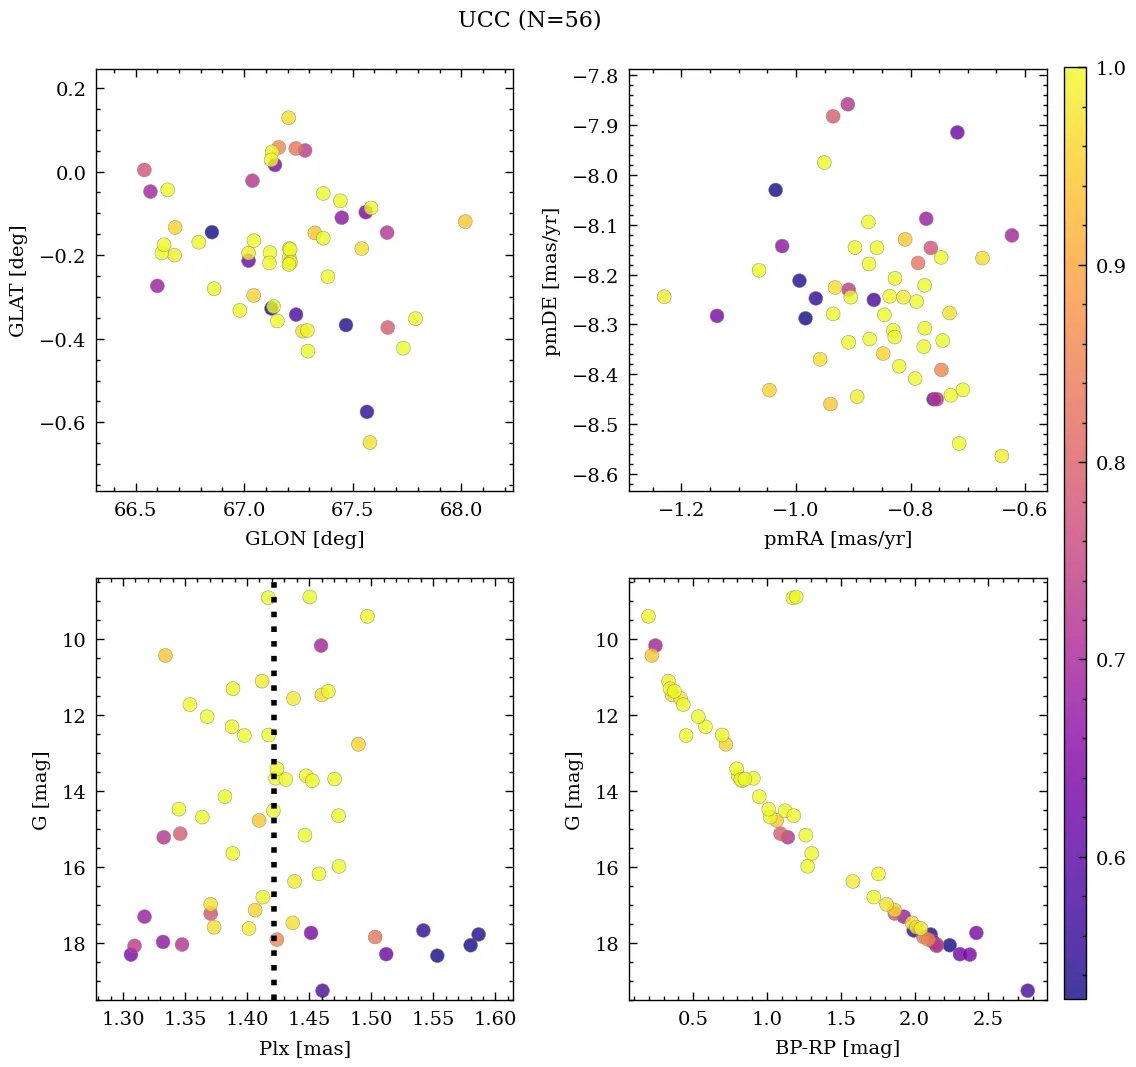 UCC (N=56)
0.2
0.0
−0.2
−0.4
−0.6
GLAT [deg]
66.5 67.0 67.5 68.0
GLON [deg]
−7.8
−7.9
−8.0
−8.1
−8.2
−8.3
−8.4
−8.5
−8.6
pmDE [mas/yr]
−1.2 −1.0 −0.8 −0.6
pmRA [mas/yr]
1.0
0.9
0.8
0.7
0.6
10
12
14
16
18
G [mag]
1.30 1.35 1.40 1.45 1.50 1.55 1.60
Plx [mas]
10
12
14
16
18
G [mag]
0.5 1.0 1.5 2.0 2.5
BP-RP [mag]